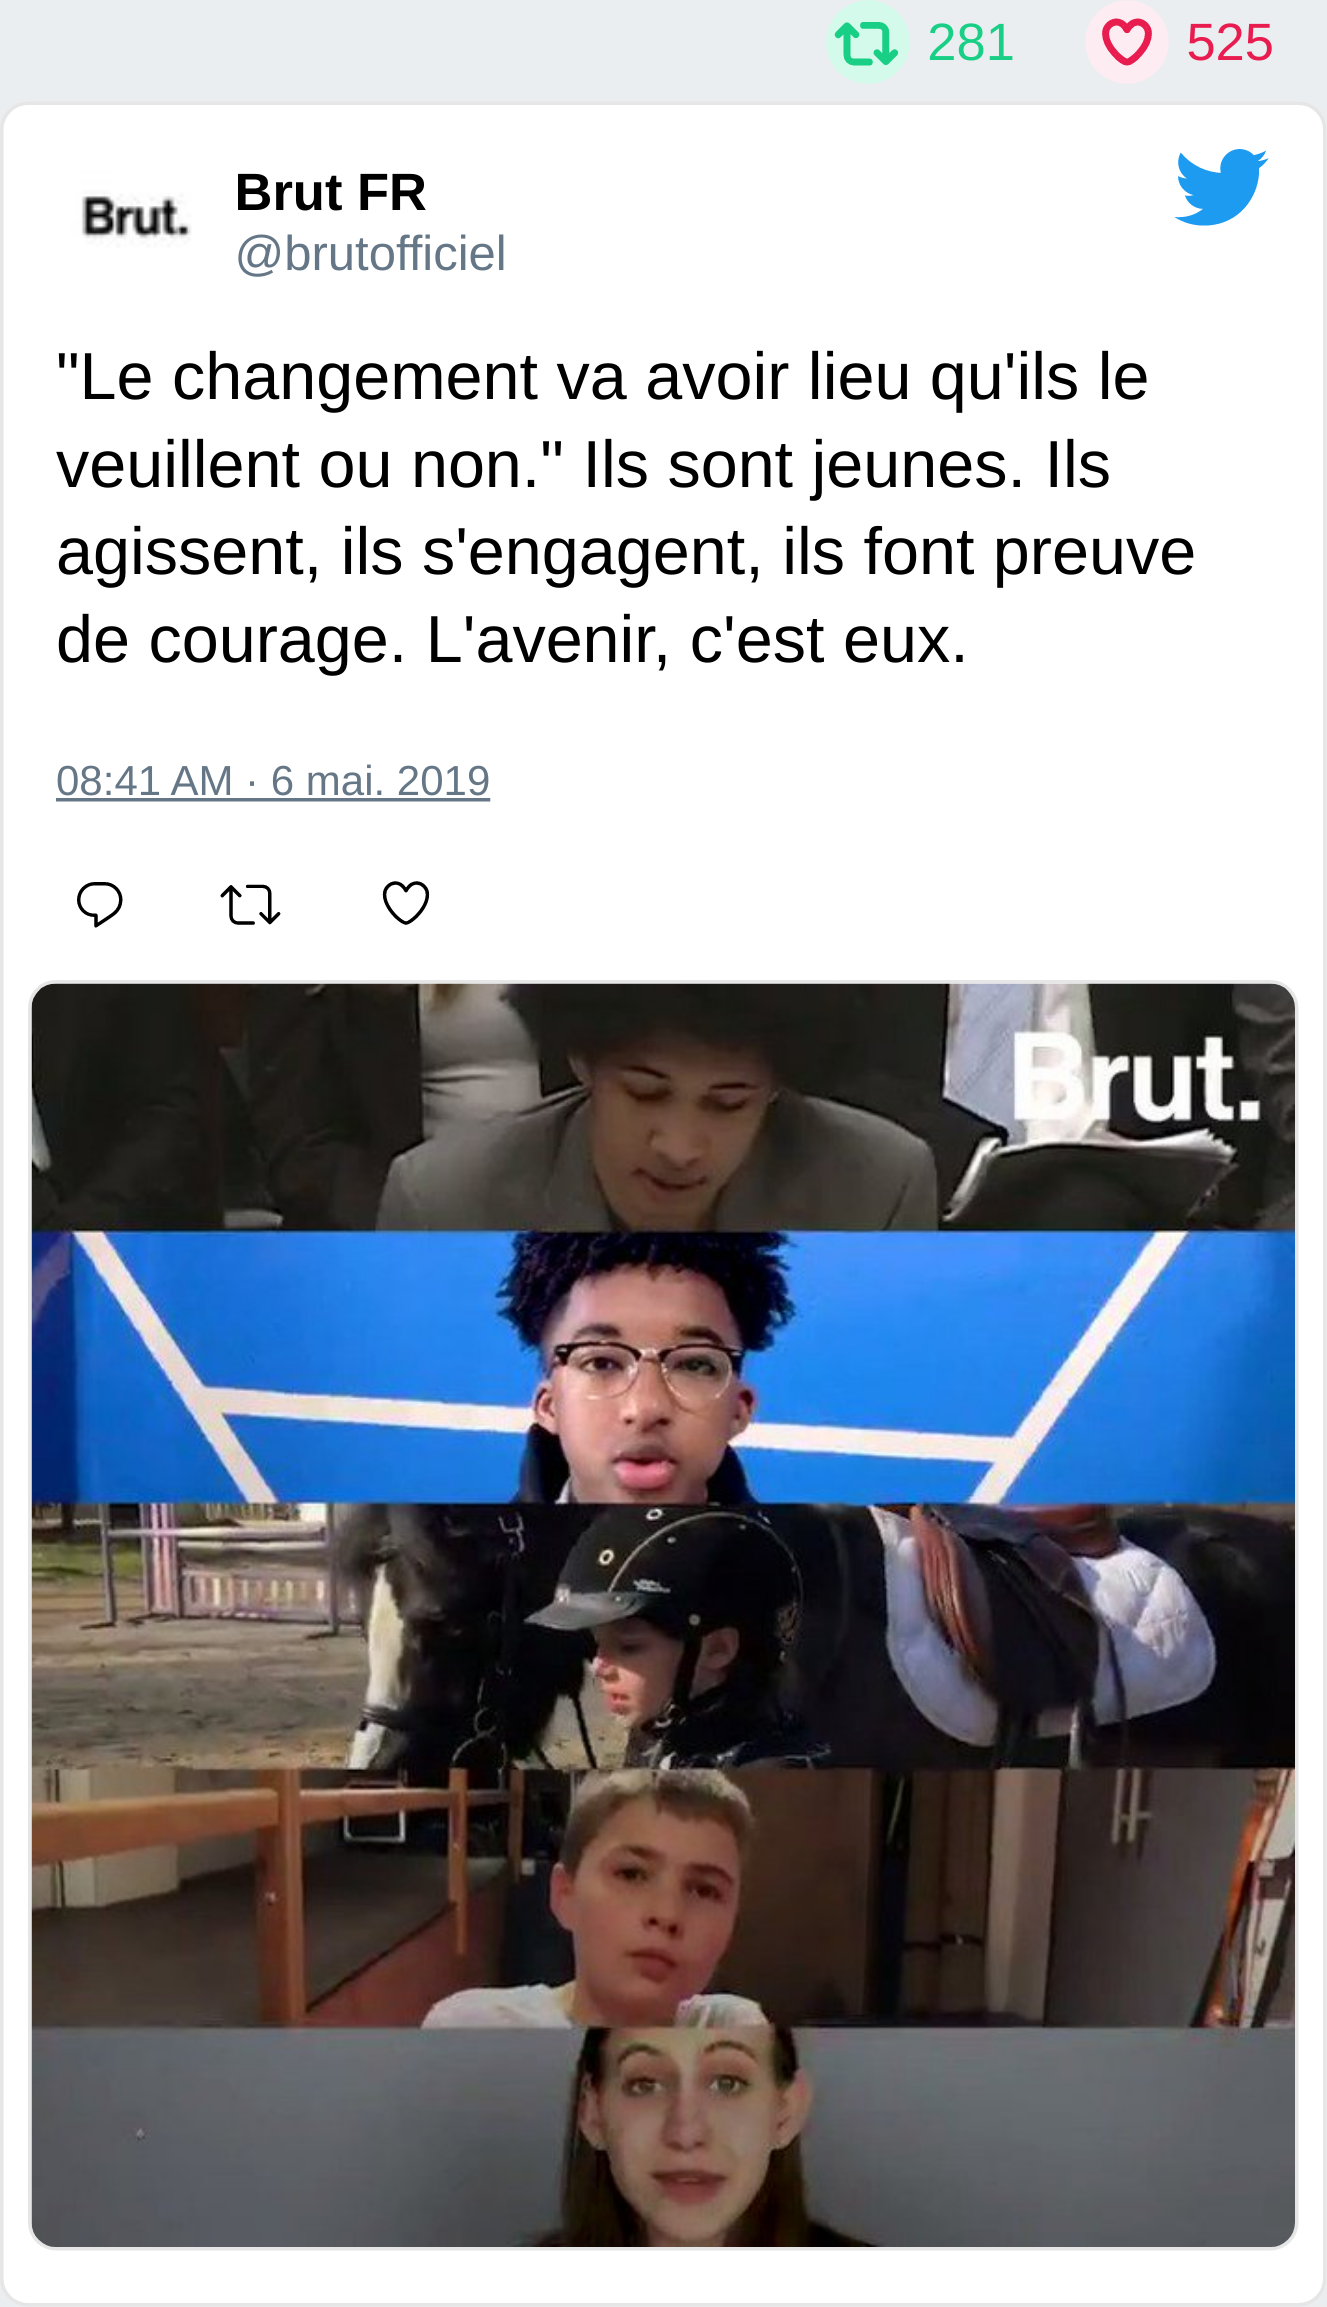 281 525
Brut.
Brut FR
@brutofficiel
"Le changement va avoir lieu qu'ils le
veuillent ou non." Ils sont jeunes. Ils
agissent, ils s'engagent, ils font preuve
de courage. L'avenir, c'est eux.
08:41 AM · 6 mai. 2019
Brut.